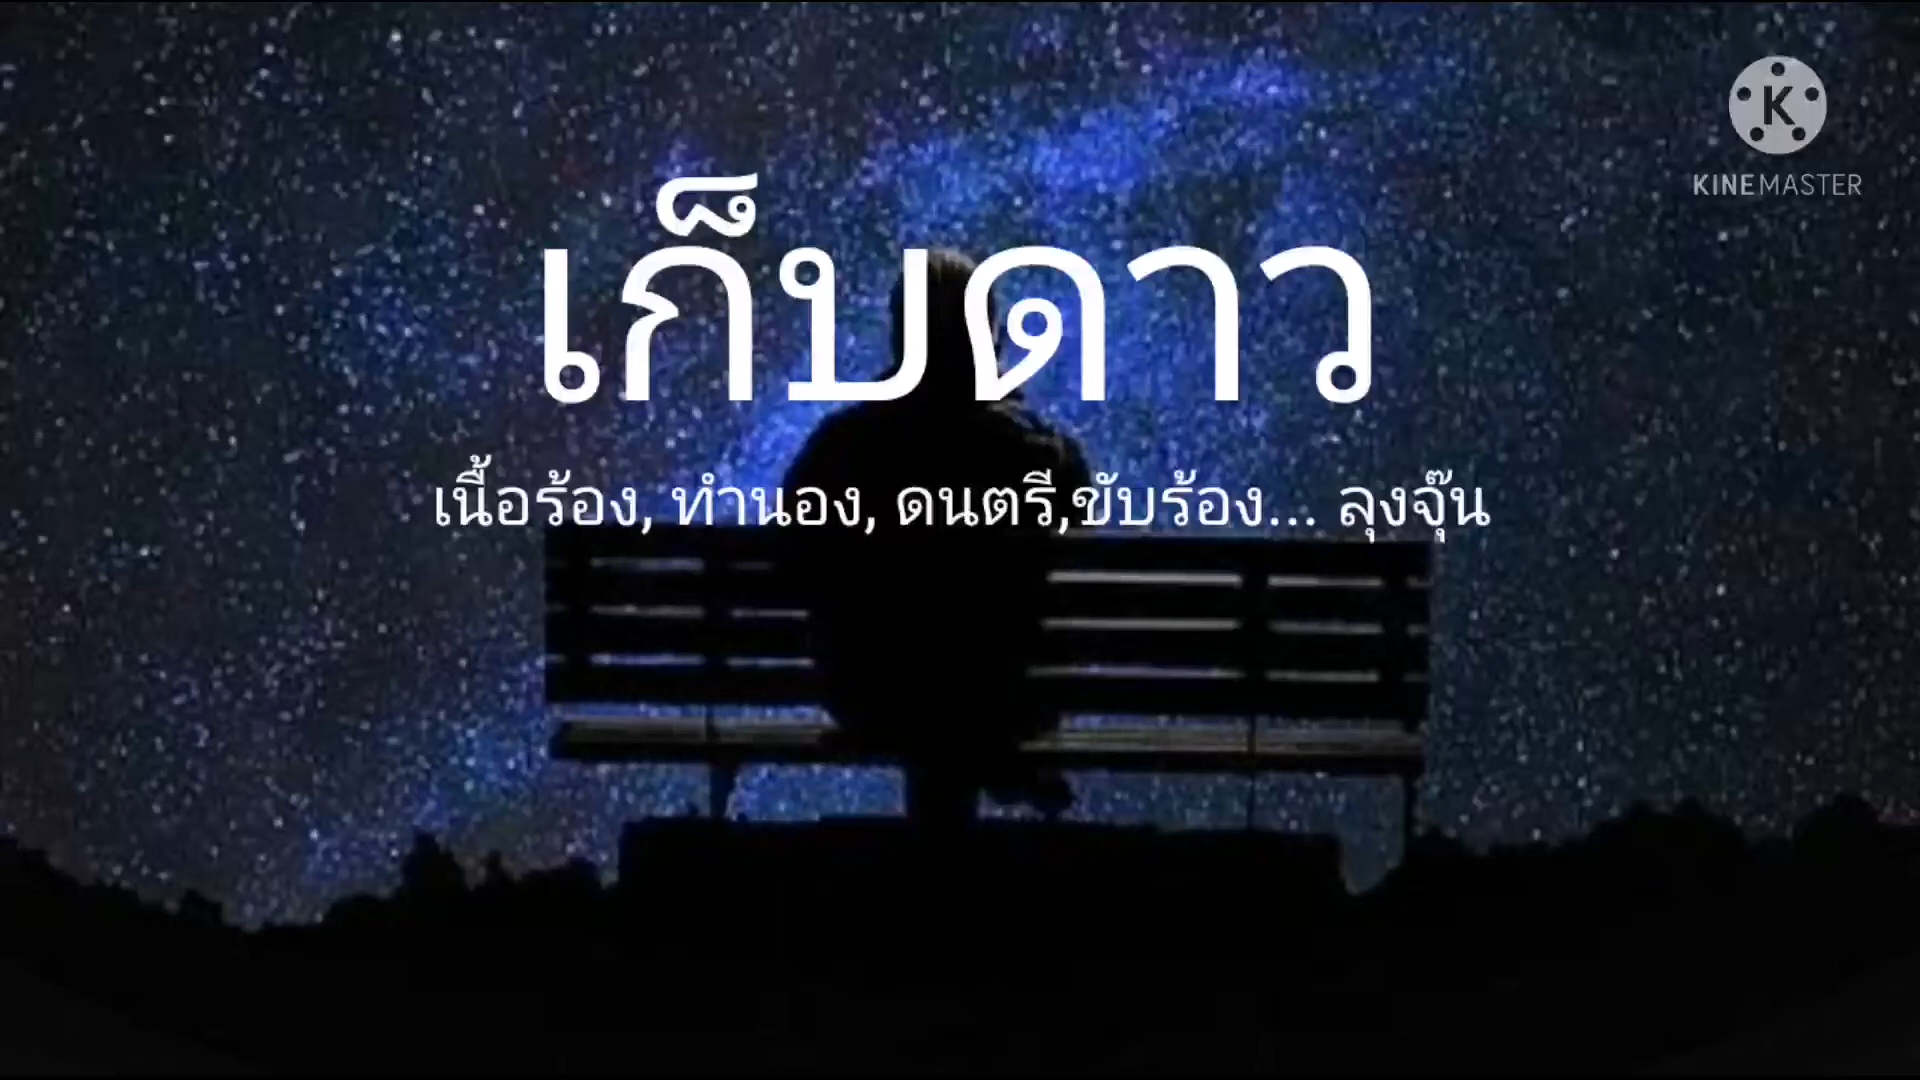 KINEMASTER
เก็บดาว
เนื้อร้อง, ทำนอง, ดนตรี,ขับร้อง... ลุงจุ๊น